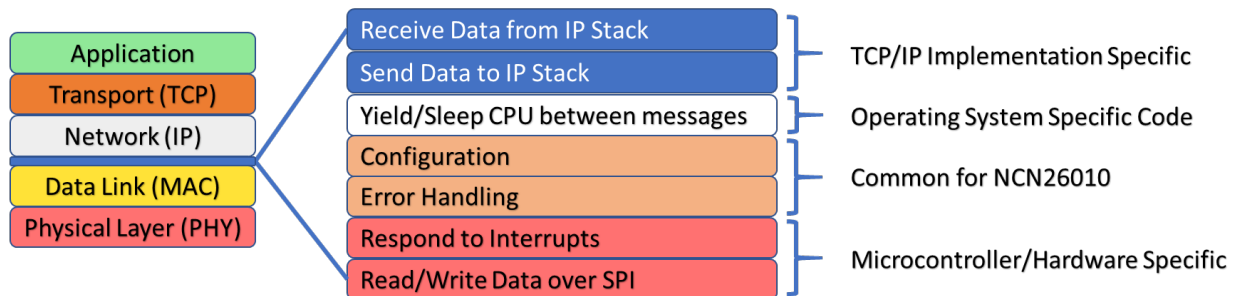 Application
Transport (TCP)
Network (IP)
Data Link (MAC)
Physical Layer (PHY)
Receive Data from IP Stack
Send Data to IP Stack
Yield/Sleep CPU between messages
Configuration
Error Handling
Respond to Interrupts
Read/Write Data over SPI
TCP/IP Implementation Specific
Operating System Specific Code
Common for NCN26010
Microcontroller/Hardware Specific